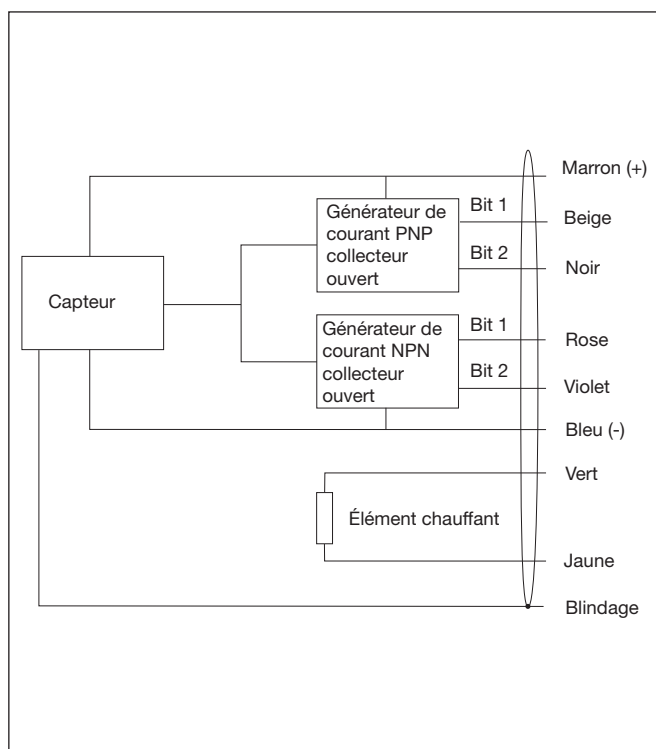 Marron (+)
Générateur de
courant PNP
collecteur
ouvert
Bit 1
Beige
Bit 2
Noir
Capteur
Générateur de
courant NPN
collecteur
ouvert
Bit 1
Rose
Bit 2
Violet
Bleu (-)
Vert
Élément chauffant
Jaune
Blindage